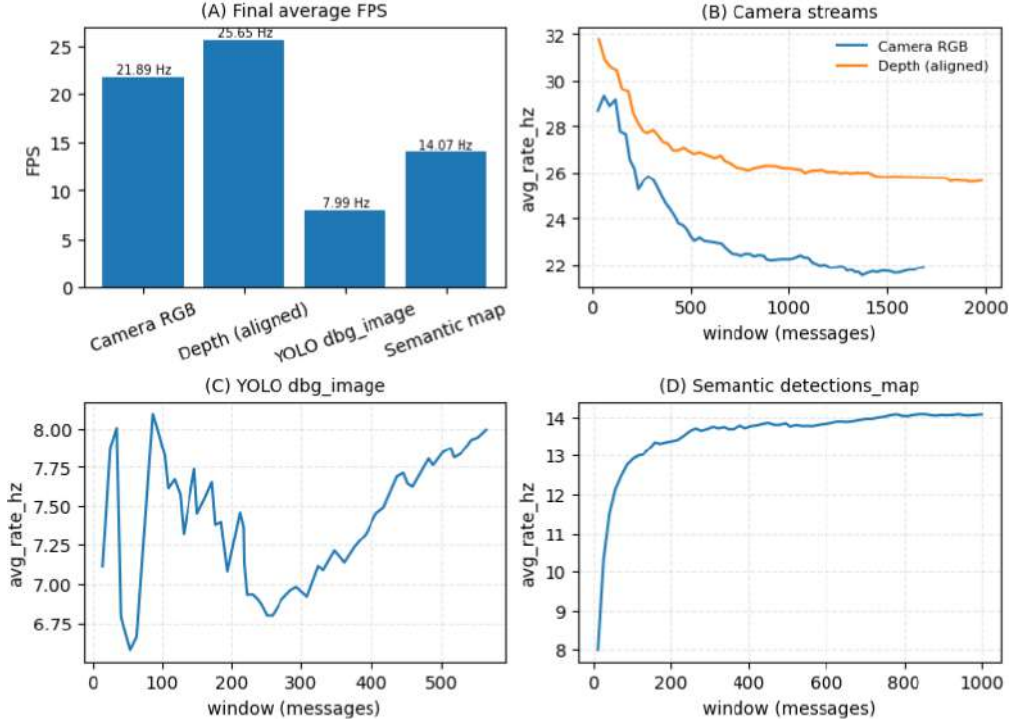 (A) Final average FPS
25.65 Hz
21.89 Hz
14.07 Hz
7.99 Hz
FPS
25
20
15
10
5
0
Camera RGB
Depth (aligned)
YOLO dbg_image
Semantic map
(B) Camera streams
Camera RGB
Depth (aligned)
avg_rate_hz
32
30
28
26
24
22
0 500 1000 1500 2000
window (messages)
(C) YOLO dbg_image
avg_rate_hz
8.00
7.75
7.50
7.25
7.00
6.75
0 100 200 300 400 500
window (messages)
(D) Semantic detections_map
avg_rate_hz
14
13
12
11
10
9
8
0 200 400 600 800 1000
window (messages)